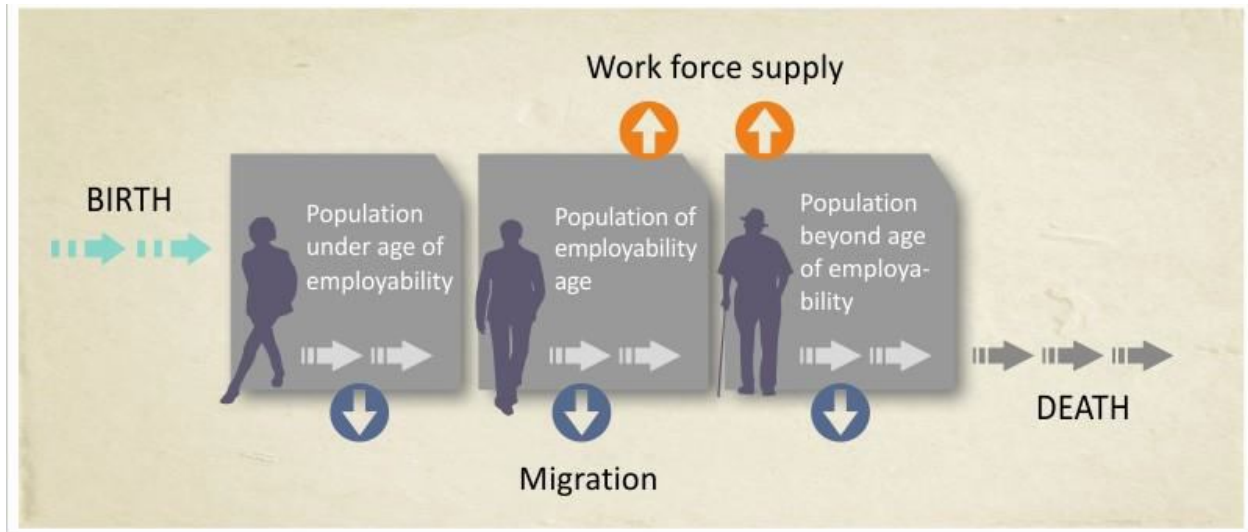 Work force supply
BIRTH
Population
under age of
employability
Population of
employability
age
Population
beyond age
of employa-
bility
DEATH
Migration